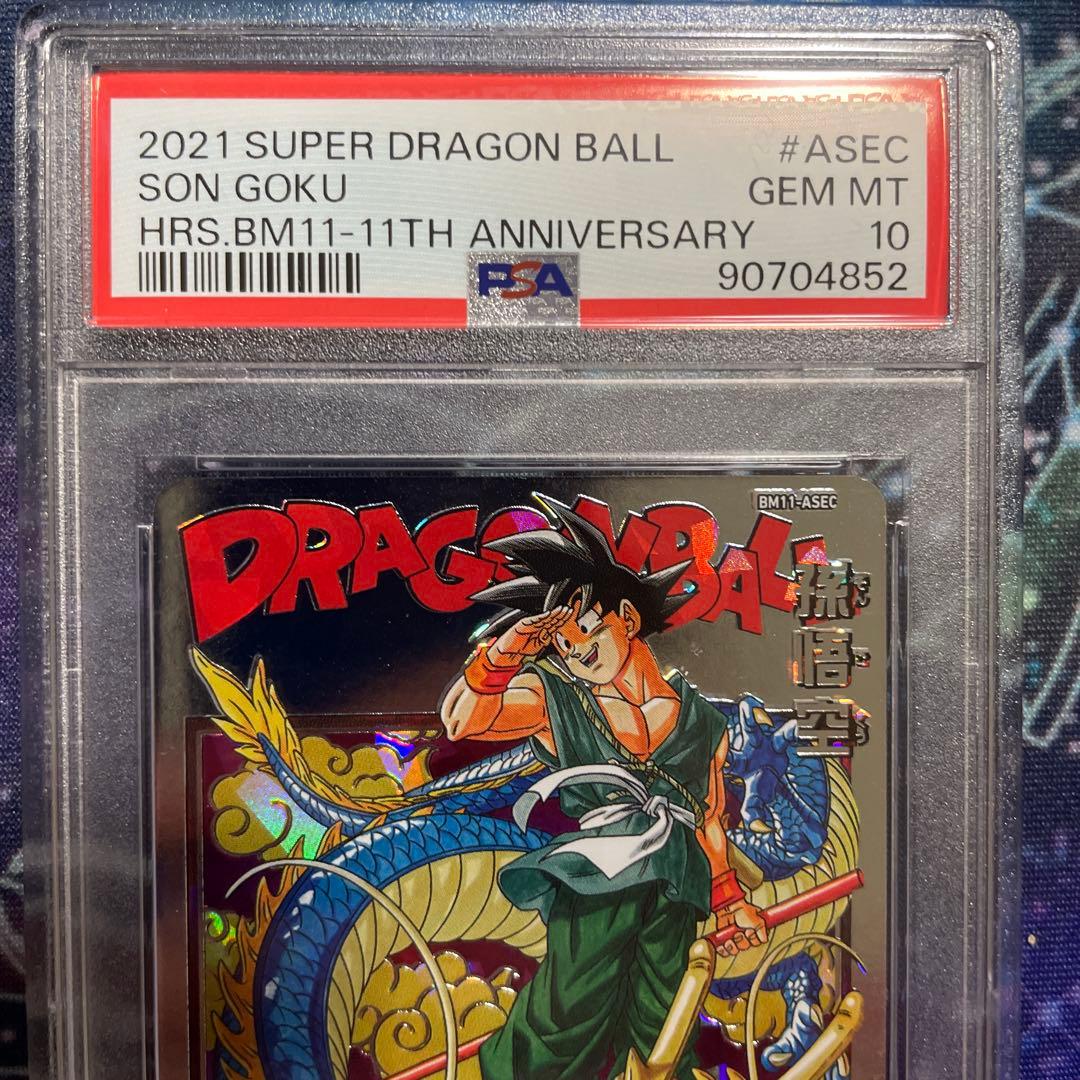 2021 SUPER DRAGON BALL #ASEC
SON GOKU GEM MT
HRS.BM11-11TH ANNIVERSARY 10
90704852
PSA
BM11-ASEC
DRAGONBALL
孫悟空